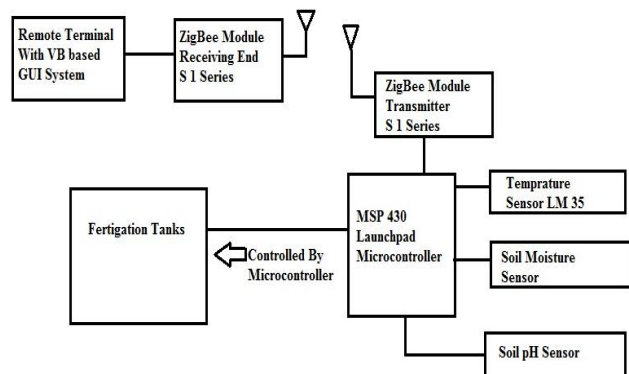 Remote Terminal
With VB based
GUI System
ZigBee Module
Receiving End
S 1 Series
ZigBee Module
Transmitter
S 1 Series
Fertigation Tanks
Controlled By
Microcontroller
MSP 430
Launchpad
Microcontroller
Temprature
Sensor LM 35
Soil Moisture
Sensor
Soil pH Sensor